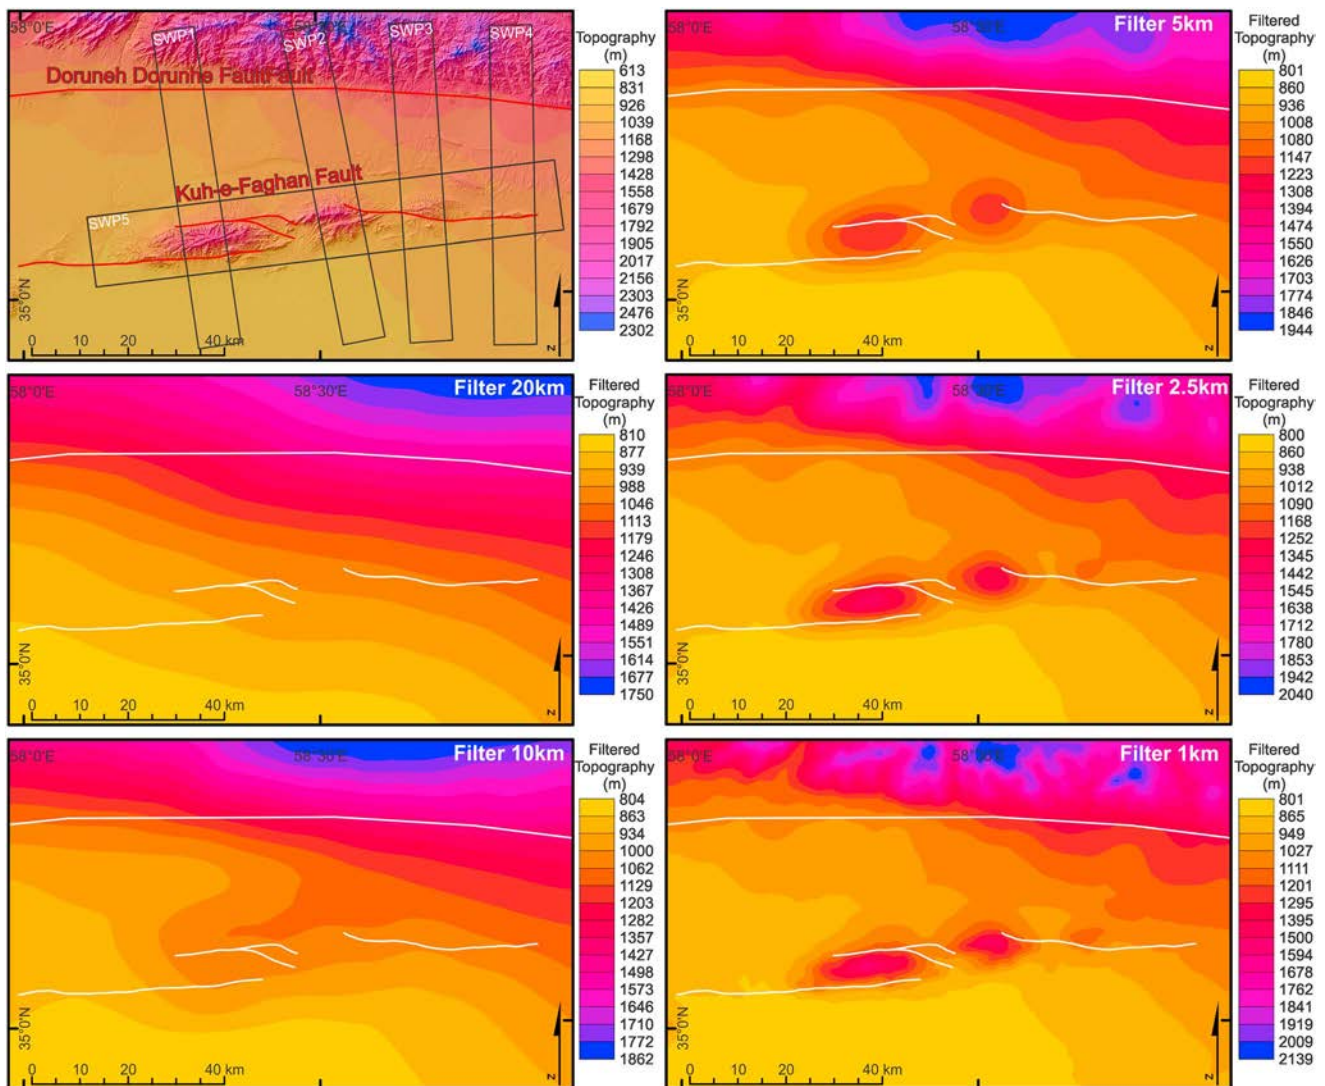 58°0'E
58°30'E
SWP1
SWP2
SWP3
SWP4
Doruneh Dorunhe FaultFault
Kuh-e-Faghan Fault
SWP5
35°0'N
0 10 20 40 km
z
Topography
(m)
613
831
926
1039
1168
1298
1428
1558
1679
1792
1905
2017
2156
2303
2476
2302
58°0'E
58°30'E
Filter 5km
35°0'N
0 10 20 40 km
z
Filtered
Topography
(m)
801
860
936
1008
1080
1147
1223
1308
1394
1474
1550
1626
1703
1774
1846
1944
58°0'E
58°30'E
Filter 20km
35°0'N
0 10 20 40 km
z
Filtered
Topography
(m)
810
877
939
988
1046
1113
1179
1246
1308
1367
1426
1489
1551
1614
1677
1750
58°0'E
58°30'E
Filter 2.5km
35°0'N
0 10 20 40 km
z
Filtered
Topography
(m)
800
860
938
1012
1090
1168
1252
1345
1442
1545
1638
1712
1780
1853
1942
2040
58°0'E
58°30'E
Filter 10km
35°0'N
0 10 20 40 km
z
Filtered
Topography
(m)
804
863
934
1000
1062
1129
1203
1282
1357
1427
1498
1573
1646
1710
1772
1862
58°0'E
58°30'E
Filter 1km
35°0'N
0 10 20 40 km
z
Filtered
Topography
(m)
801
865
949
1027
1111
1201
1295
1395
1500
1594
1678
1762
1841
1919
2009
2139